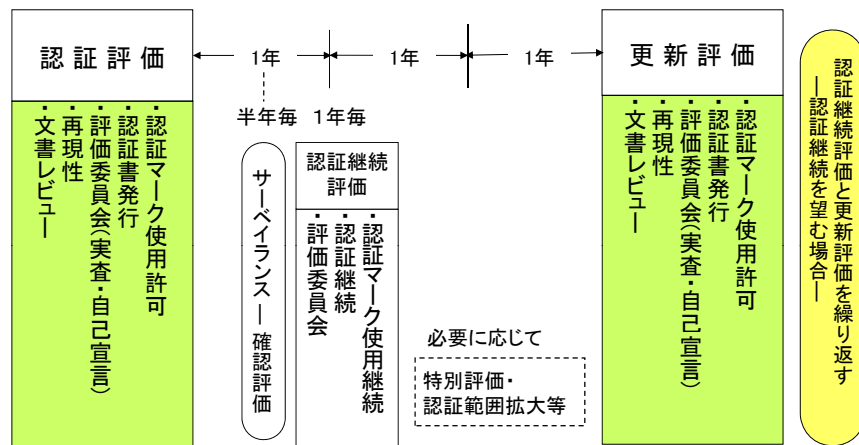 認証評価
・文書レビュー
・再現性
・評価委員会(実査・自己宣言)
・認証書発行
・認証マーク使用許可
1年
1年
1年
半年毎
1年毎
サーベイランス―確認評価
認証継続
評価
・評価委員会
・認証継続
・認証マーク使用継続
必要に応じて
特別評価・
認証範囲拡大等
更新評価
・文書レビュー
・再現性
・評価委員会(実査・自己宣言)
・認証書発行
・認証マーク使用許可
認証継続評価と更新評価を繰り返す
―認証継続を望む場合―